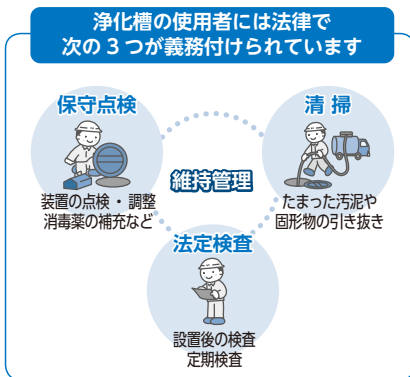 浄化槽の使用者には法律で
次の3つが義務付けられています
保守点検
装置の点検・調整
消毒薬の補充など
清掃
たまった汚泥や
固形物の引き抜き
維持管理
法定検査
設置後の検査
定期検査